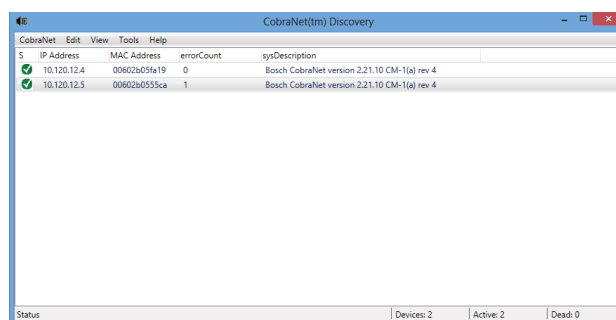 CobraNet(tm) Discovery
CobraNet Edit View Tools Help
S IP Address MAC Address errorCount sysDescription
10.120.12.4 00602b05fa19 0 Bosch CobraNet version 2.21.10 CM-1(a) rev 4
10.120.12.5 00602b0555ca 1 Bosch CobraNet version 2.21.10 CM-1(a) rev 4
Status Devices: 2 Active: 2 Dead: 0